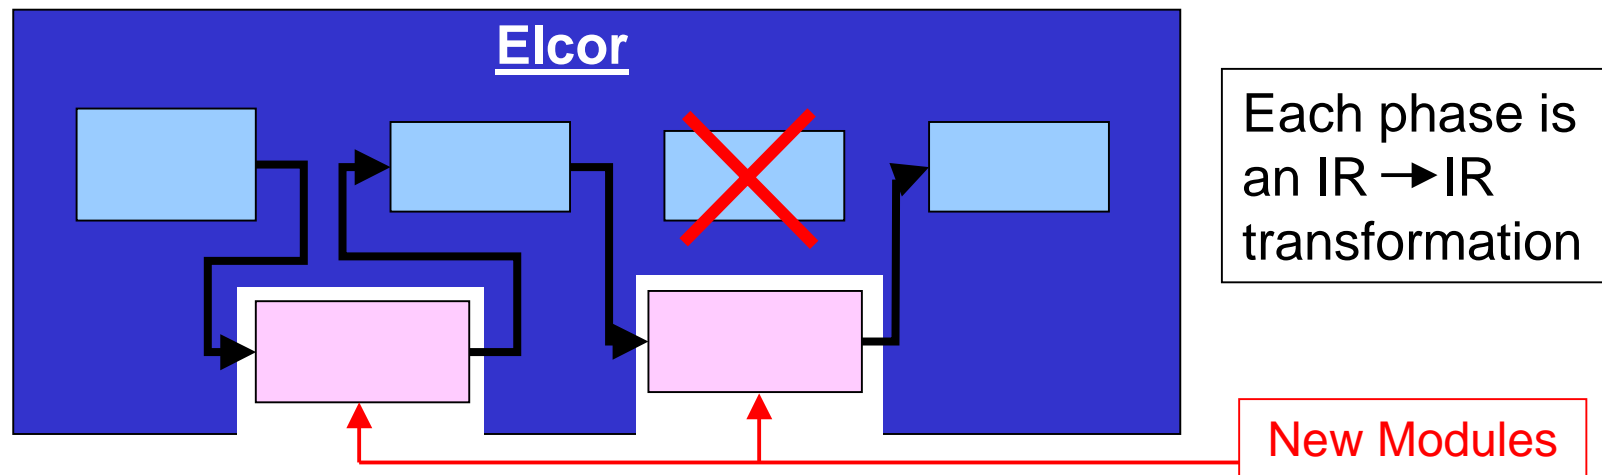 Elcor
Each phase is
an IR → IR
transformation
New Modules